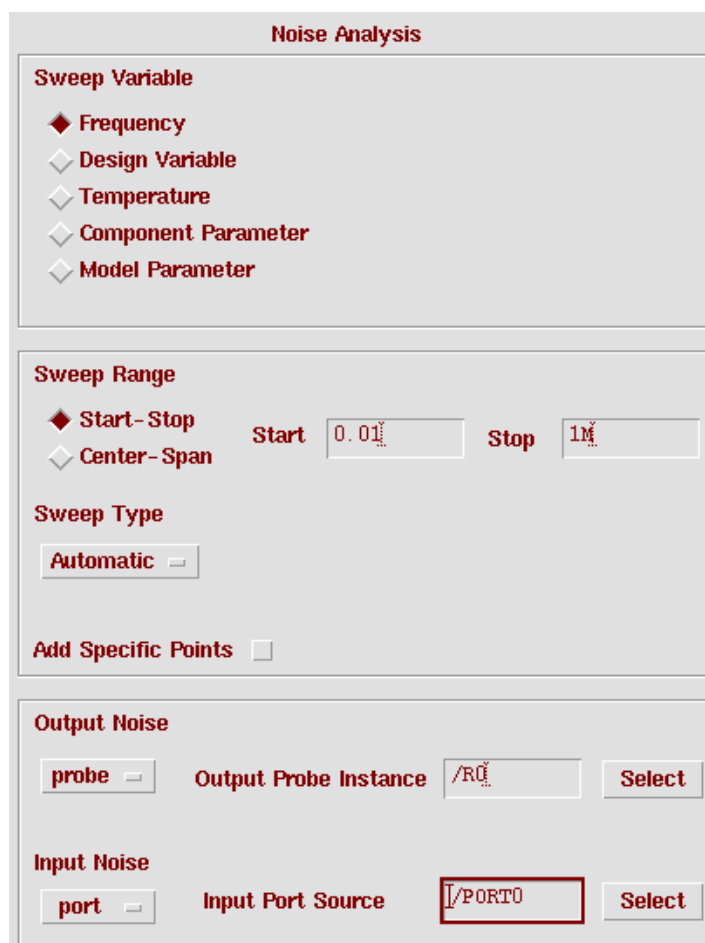 Noise Analysis
Sweep Variable
Frequency
Design Variable
Temperature
Component Parameter
Model Parameter
Sweep Range
Start-Stop
Center-Span
Start 0.01 Stop 1M
Sweep Type
Automatic
Add Specific Points
Output Noise
probe Output Probe Instance /R0 Select
Input Noise
port Input Port Source /PORT0 Select